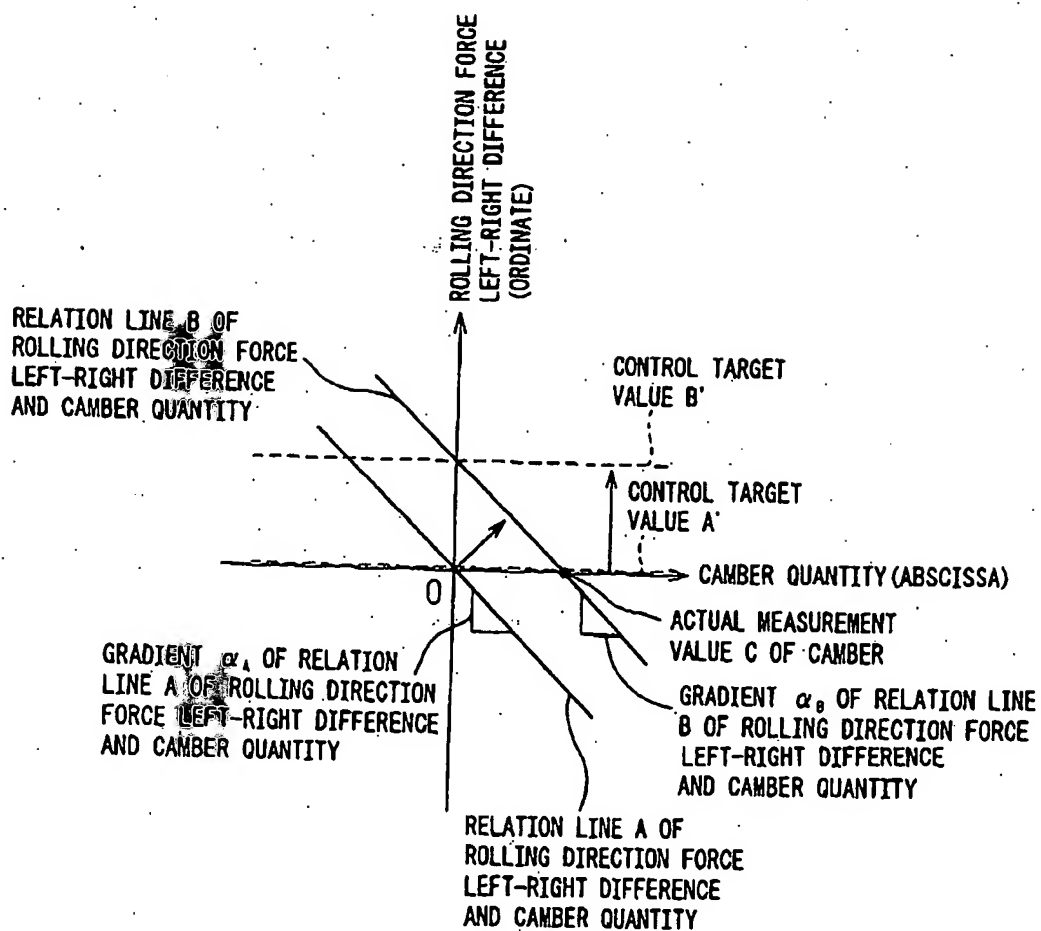 ROLLING DIRECTION FORCE
LEFT-RIGHT DIFFERENCE
(ORDINATE)
RELATION LINE B OF
ROLLING DIRECTION FORCE
LEFT-RIGHT DIFFERENCE
AND CAMBER QUANTITY
CONTROL TARGET
VALUE B'
CONTROL TARGET
VALUE A'
CAMBER QUANTITY (ABSCISSA)
0
ACTUAL MEASUREMENT
VALUE C OF CAMBER
GRADIENT αA OF RELATION
LINE A OF ROLLING DIRECTION
FORCE LEFT-RIGHT DIFFERENCE
AND CAMBER QUANTITY
GRADIENT αB OF RELATION LINE
B OF ROLLING DIRECTION FORCE
LEFT-RIGHT DIFFERENCE
AND CAMBER QUANTITY
RELATION LINE A OF
ROLLING DIRECTION FORCE
LEFT-RIGHT DIFFERENCE
AND CAMBER QUANTITY